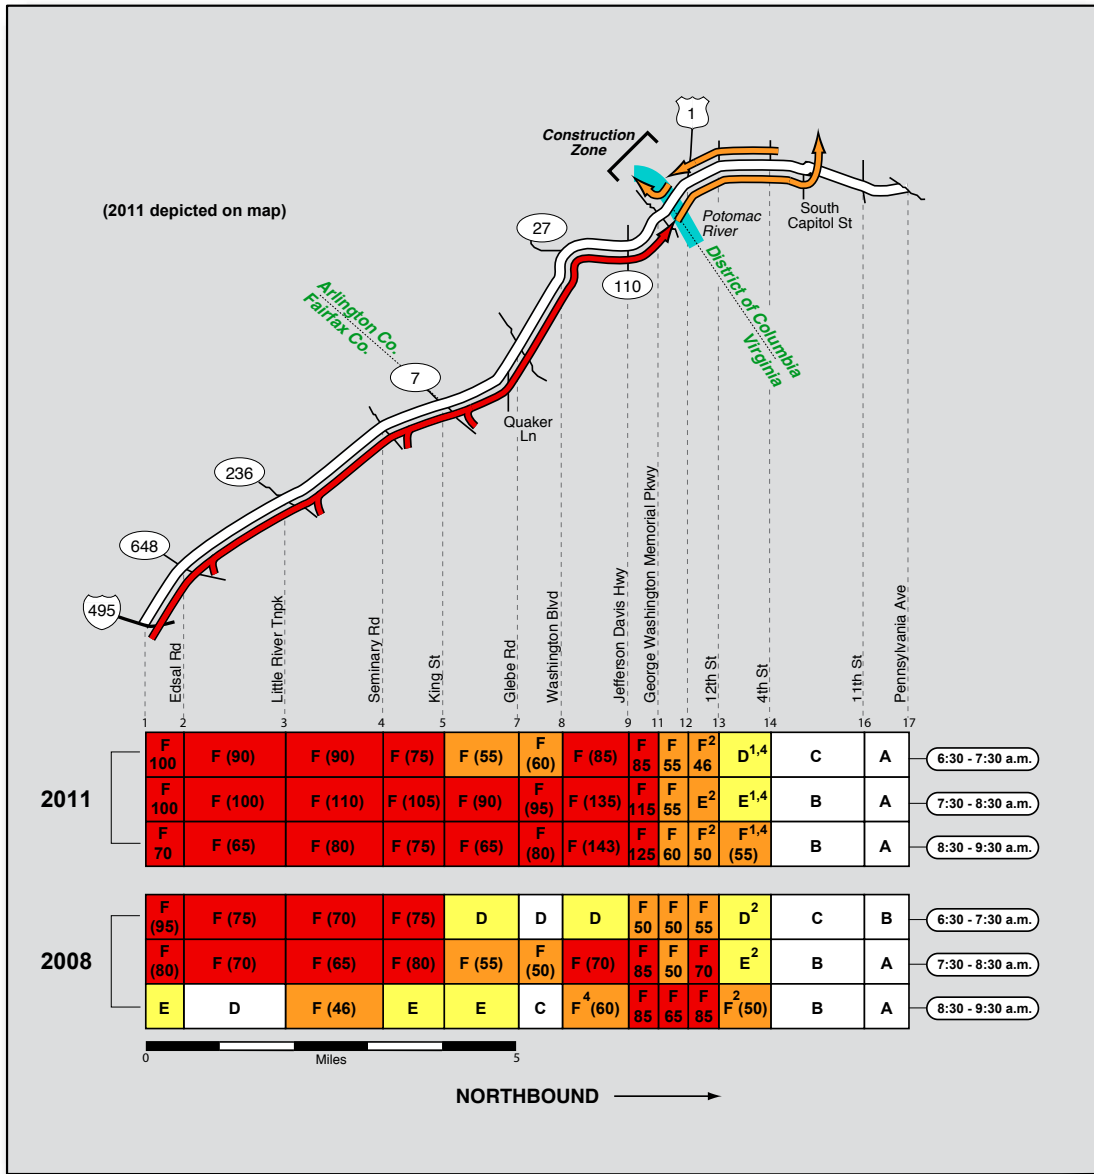 1
Construction
Zone
(2011 depicted on map)
27
Potomac
River
South
Capitol St
110
Arlington Co.
Fairfax Co.
District of Columbia
Virginia
7
Quaker
Ln
236
648
495
Edsal Rd
Little River Tnpk
Seminary Rd
King St
Glebe Rd
Washington Blvd
Jefferson Davis Hwy
George Washington Memorial Pkwy
12th St
4th St
11th St
Pennsylvania Ave
1 2 3 4 5 7 8 9 11 12 13 14 16 17
2011
F 100 F (90) F (90) F (75) F (55) F (60) F (85) F 85 F 55 F² 46 D¹,⁴ C A 6:30 - 7:30 a.m.
F 100 F (100) F (110) F (105) F (90) F (95) F (135) F 115 F 55 E² E¹,⁴ B A 7:30 - 8:30 a.m.
F 70 F (65) F (80) F (75) F (65) F (80) F (143) F 125 F 60 F² 50 F¹,⁴ (55) B A 8:30 - 9:30 a.m.
2008
F (95) F (75) F (70) F (75) D D D F 50 F 50 F 55 D² C B 6:30 - 7:30 a.m.
F (80) F (70) F (65) F (80) F (55) F (50) F (70) F 85 F 50 F 70 E² B A 7:30 - 8:30 a.m.
E D F (46) E E C F⁴ (60) F 85 F 65 F 85 F² (50) B A 8:30 - 9:30 a.m.
0 5
Miles
NORTHBOUND